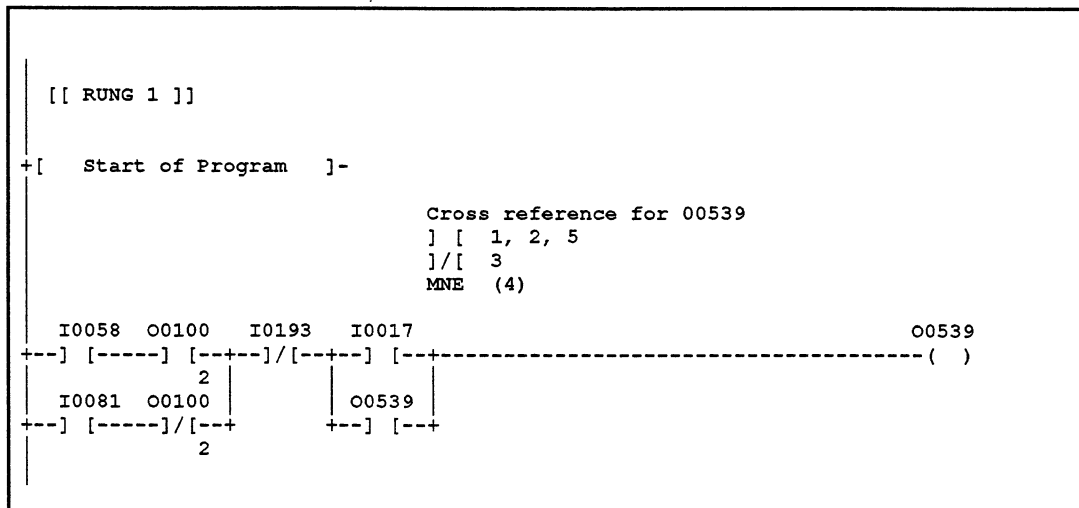 [[ RUNG 1 ]]
+[ Start of Program ]-
Cross reference for O0539
] [ 1, 2, 5
]/[ 3
MNE (4)
I0058 O0100 I0193 I0017 O0539
+--] [-----] [--+--]/[--+--] [--+----------------------------------------( )
2
I0081 O0100 O0539
+--] [-----]/[--+ +--] [--+
2